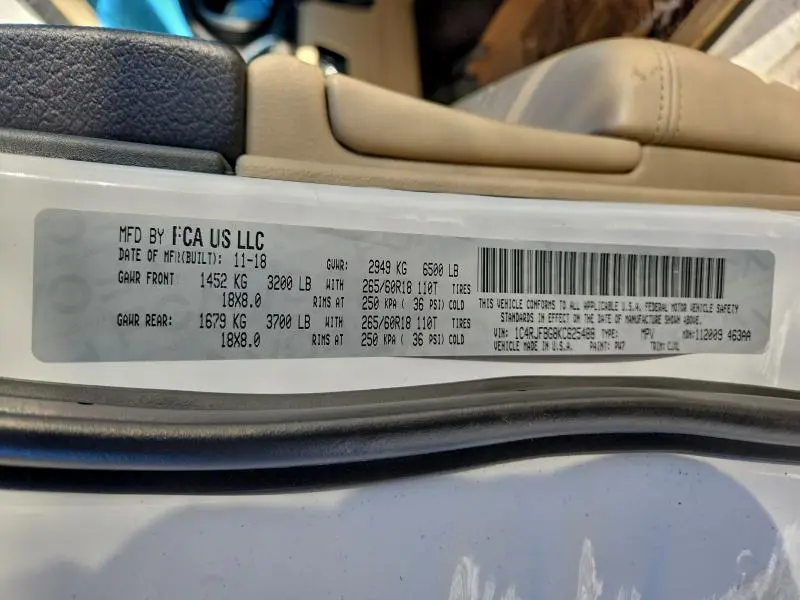 MFD BY FCA US LLC
DATE OF MFR(BUILT): 11-18 GVWR: 2949 KG 6500 LB
GAWR FRONT 1452 KG 3200 LB WITH 265/60R18 110T TIRES
18X8.0 RIMS AT 250 KPA ( 36 PSI) COLD
GAWR REAR: 1679 KG 3700 LB WITH 265/60R18 110T TIRES
18X8.0 RIMS AT 250 KPA ( 36 PSI) COLD
THIS VEHICLE CONFORMS TO ALL APPLICABLE U.S.A. FEDERAL MOTOR VEHICLE SAFETY
STANDARDS IN EFFECT ON THE DATE OF MANUFACTURE SHOWN ABOVE.
VIN: 1C4RJFBG8KC625488 TYPE: MPV MDH:112009 463AA
VEHICLE MADE IN U.S.A. PAINT: PW7 TRIM: